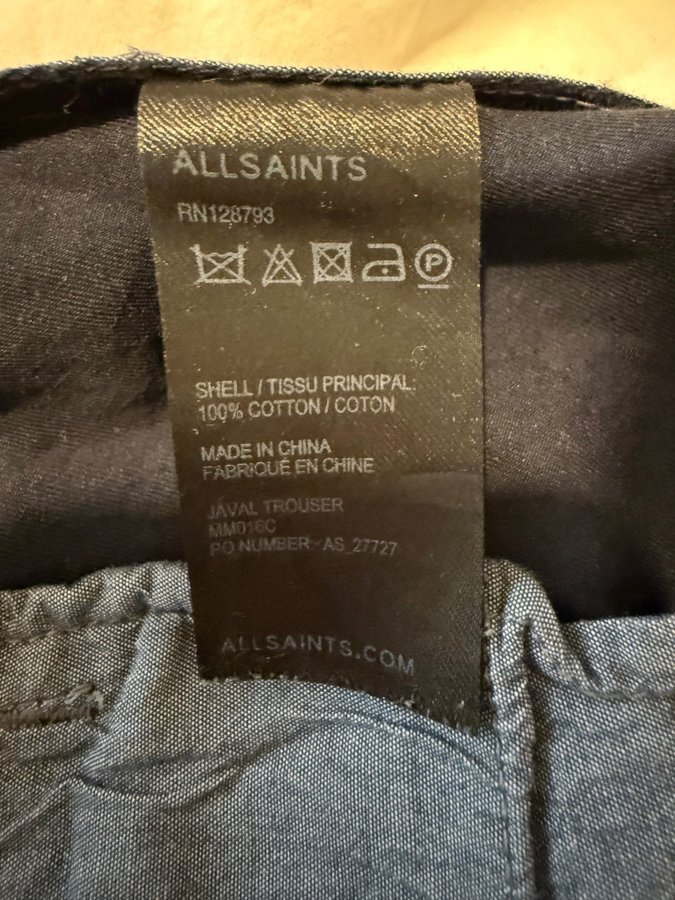 ALLSAINTS
RN128793
P
SHELL / TISSU PRINCIPAL:
100% COTTON / COTON
MADE IN CHINA
FABRIQUÉ EN CHINE
JAVAL TROUSER
MM016C
PO NUMBER~AS_27727
ALLSAINTS.COM